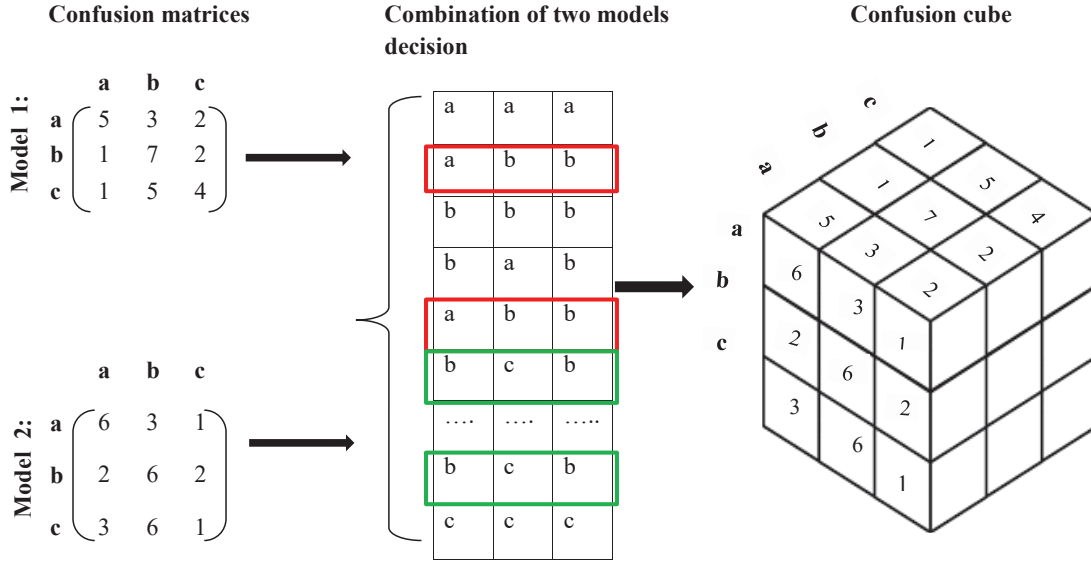 Confusion matrices
Combination of two models
decision
Confusion cube
Model 1:
a b c
a 5 3 2
b 1 7 2
c 1 5 4
Model 2:
a b c
a 6 3 1
b 2 6 2
c 3 6 1
a a a
a b b
b b b
b a b
a b b
b c b
…. …. …..
b c b
c c c
c
b
a
a
b
c
1
1 5
5 7 4
3 2
2
6 3 1
2 6 2
3 6 1